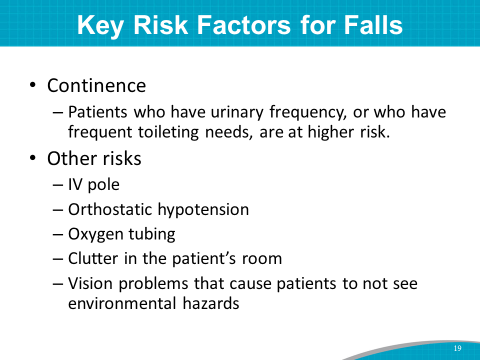 Key Risk Factors for Falls
• Continence
– Patients who have urinary frequency, or who have
frequent toileting needs, are at higher risk.
• Other risks
– IV pole
– Orthostatic hypotension
– Oxygen tubing
– Clutter in the patient’s room
– Vision problems that cause patients to not see
environmental hazards
19